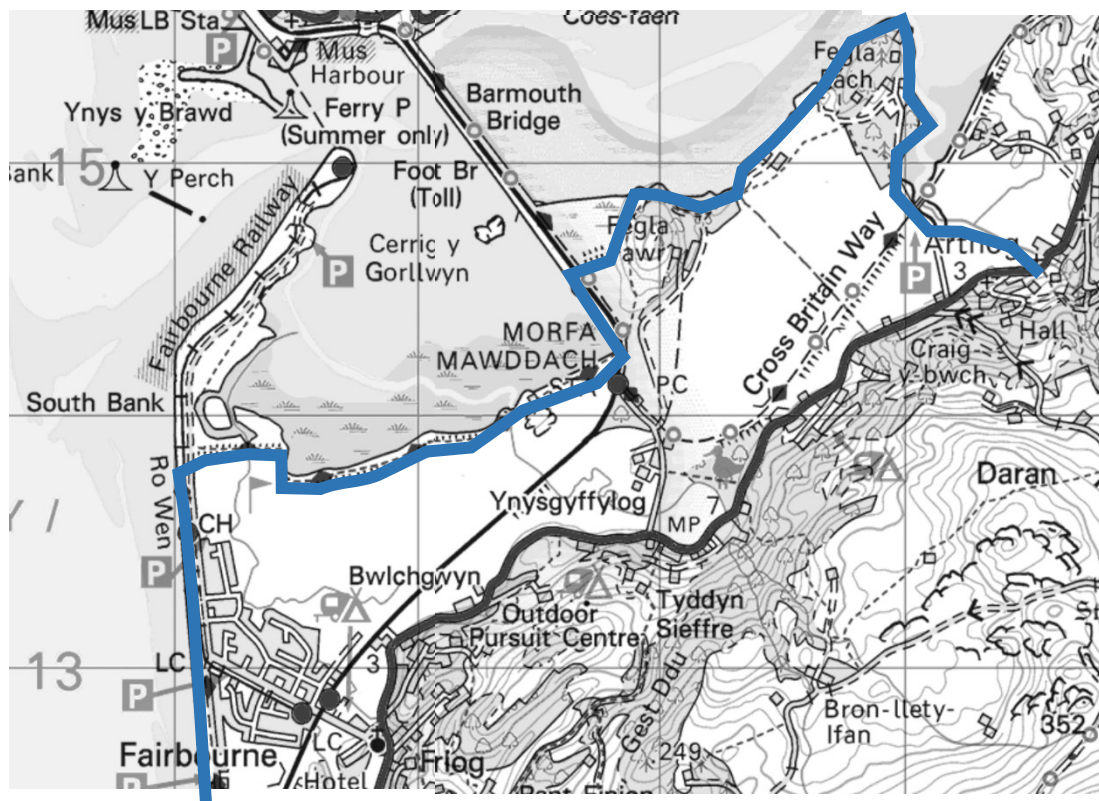 Mus LB Sta
P
Mus
Harbour
Coes-faen
Fegla
Fach
Ynys y Brawd
Ferry P
(Summer only)
Barmouth
Bridge
15
Y Perch
Foot Br
(Toll)
Fairbourne Railway
Cerrig y
Gorllwyn
P
Fegla
Cross Britain Way
Arthog
3
P
MORFA
MAWDDACH
PC
Hall
Craig
-y-bwch
South Bank
Ro Wen
Daran
Ynysgyffylog
7
MP
CH
P
Bwlchgwyn
Outdoor
Pursuit Centre
Tyddyn
Sieffre
LC
13
3
P
Gest Ddu
Bron-llety-
Ifan
352
LC
Fairbourne
Friog
249
Hotel
P